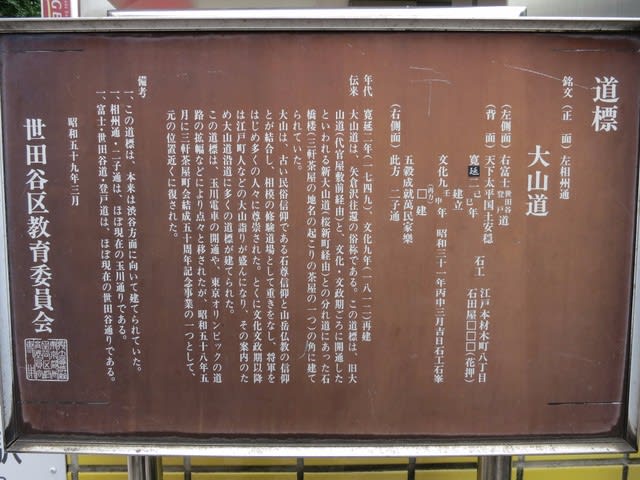 道標
銘文（正　面）左相州通
大山道
（左側面）右富士 世田谷 登戸 道
（背　面）天下太平国土安穏　石工　江戸本材木町八丁目
寛延二己巳年　石田屋□□□（花押）
建立
文化九壬申年　昭和三十一年丙申三月吉日石工石峯
（再方）□建
五穀成就萬民家樂
（右側面）此方　二子通
年代　寛延二年（一七四九）、文化九年（一八一二）再建
伝来　大山道は、矢倉沢往還の俗称である。この道標は、旧大
山道（代官屋敷前経由）と、文化・文政期ごろに開通した
といわれる新大山道（桜新町経由）との分れ道にあった石
橋楼（三軒茶屋の地名の起こりの茶屋の一つ）の角に建て
られていた。
大山は、古い民俗信仰である石尊信仰と山岳仏教の信仰
とが結合し、相模の修験道場として重きをなし、将軍を
はじめ多くの人々に尊崇された。とくに文化文政期以降
は江戸町人などの大山詣りが盛んになり、その案内のた
め大山道沿道に多くの道標が建てられた。
この道標は、玉川電車の開通や、東京オリンピックの道
路の拡幅などにより点々と移されたが、昭和五十八年五
月に三軒茶屋町会結成五十周年記念事業の一つとして、
元の位置近くに復された。
備考
一、この道標は、本来は渋谷方面に向いて建てられていた。
一、相州通・二子通は、ほぼ現在の玉川通りである。
一、富士・世田谷道・登戸道は、ほぼ現在の世田谷通りである。
昭和五十九年三月
世田谷区教育委員会